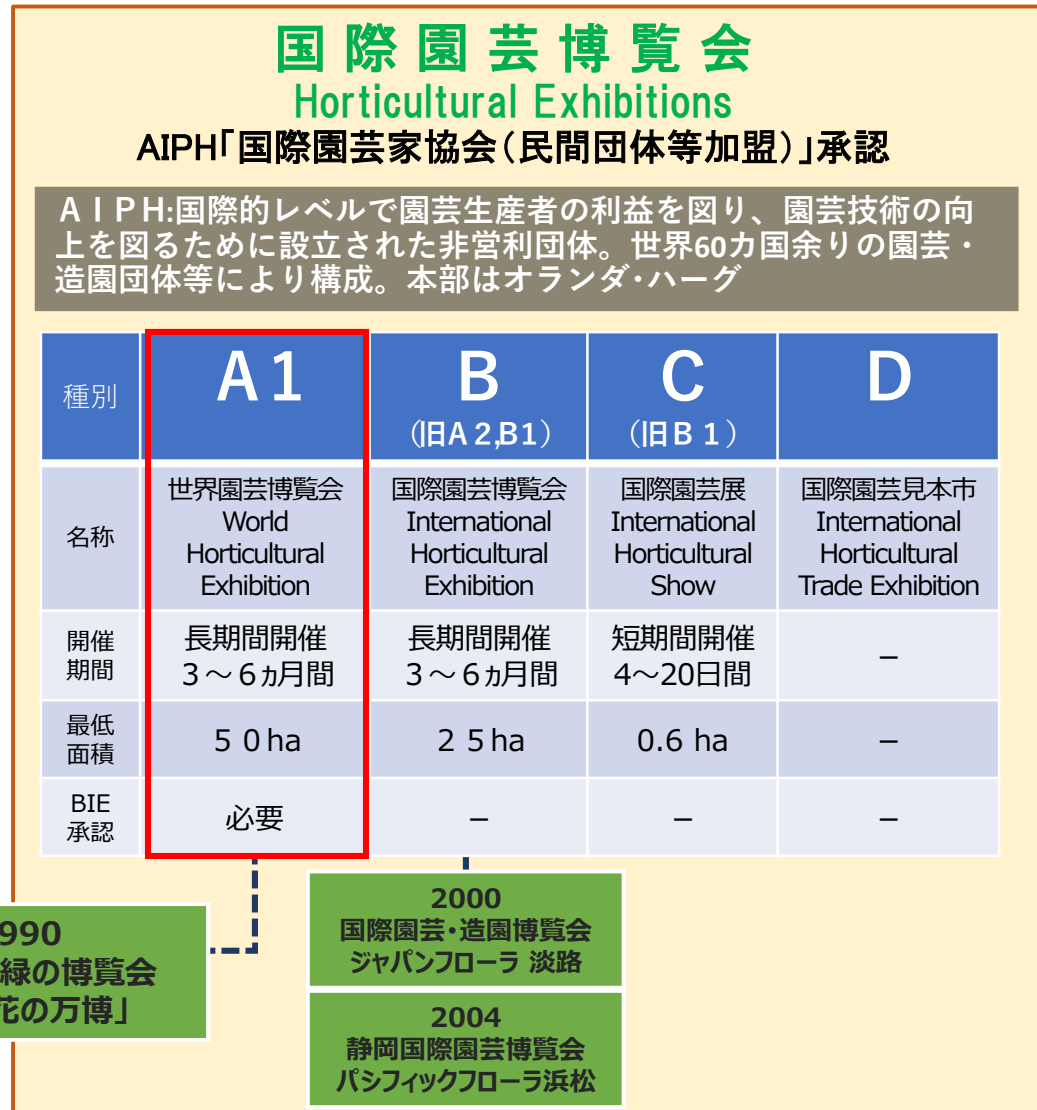 国際園芸博覧会
Horticultural Exhibitions
AIPH「国際園芸家協会(民間団体等加盟)」承認
AIPH:国際的レベルで園芸生産者の利益を図り、園芸技術の向
上を図るために設立された非営利団体。世界60カ国余りの園芸・
造園団体等により構成。本部はオランダ・ハーグ
種別
A1
B
(旧A2,B1)
C
(旧B1)
D
名称
世界園芸博覧会
World
Horticultural
Exhibition
国際園芸博覧会
International
Horticultural
Exhibition
国際園芸展
International
Horticultural
Show
国際園芸見本市
International
Horticultural
Trade Exhibition
開催
期間
長期間開催
3～6ヵ月間
長期間開催
3～6ヵ月間
短期間開催
4～20日間
－
最低
面積
50ha
25ha
0.6 ha
－
BIE
承認
必要
－
－
－
990
緑の博覧会
花の万博」
2000
国際園芸・造園博覧会
ジャパンフローラ 淡路
2004
静岡国際園芸博覧会
パシフィックフローラ浜松